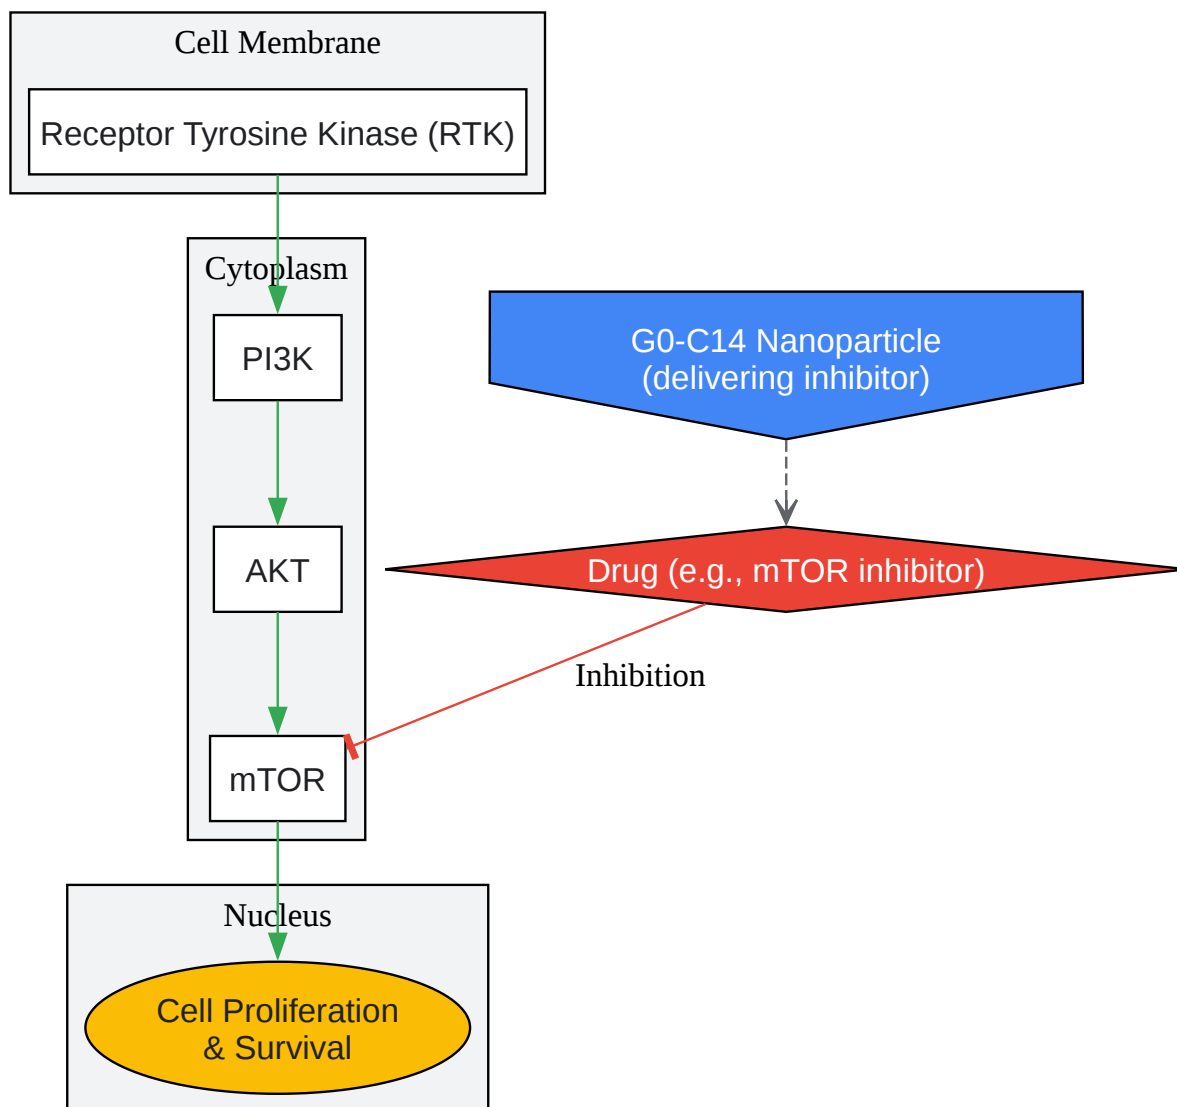 Cell Membrane
Receptor Tyrosine Kinase (RTK)
Cytoplasm
PI3K
G0-C14 Nanoparticle
(delivering inhibitor)
AKT
Drug (e.g., mTOR inhibitor)
Inhibition
mTOR
Nucleus
Cell Proliferation
& Survival